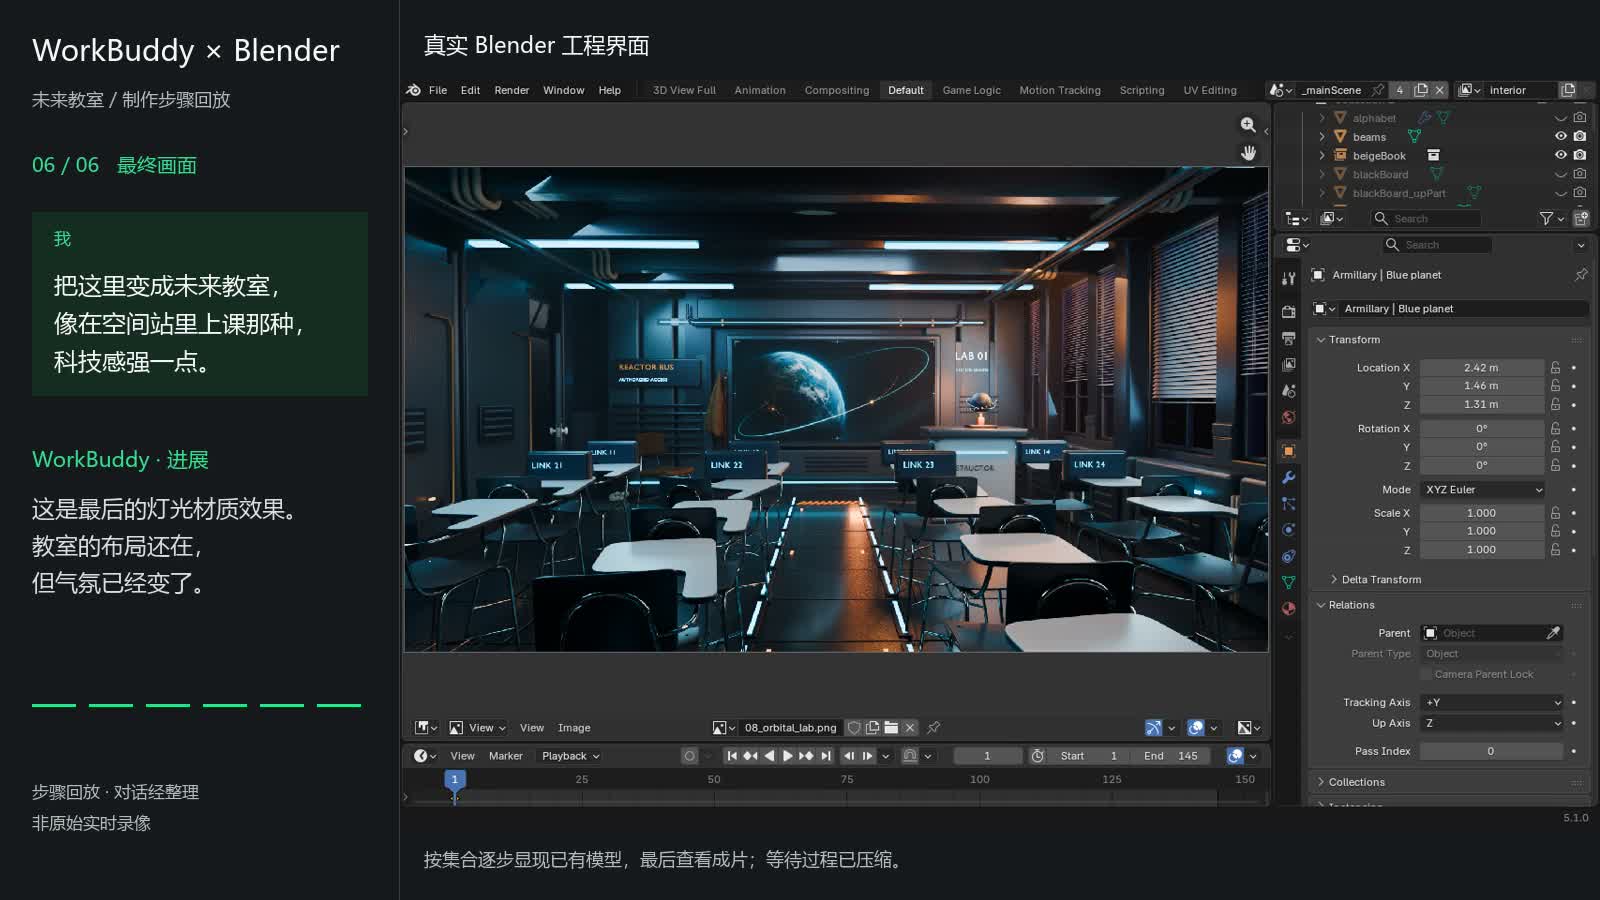 WorkBuddy × Blender
未来教室 / 制作步骤回放
06 / 06 最终画面
我
把这里变成未来教室，
像在空间站里上课那种，
科技感强一点。
WorkBuddy · 进展
这是最后的灯光材质效果。
教室的布局还在，
但气氛已经变了。
步骤回放 · 对话经整理
非原始实时录像
真实 Blender 工程界面
File Edit Render Window Help 3D View Full Animation Compositing Default Game Logic Motion Tracking Scripting UV Editing _mainScene 4 interior
alphabet
beams
beigeBook
blackBoard
blackBoard_upPart
Search
Search
Armillary | Blue planet
Armillary | Blue planet
Transform
Location X 2.42 m
Y 1.46 m
Z 1.31 m
Rotation X 0°
Y 0°
Z 0°
Mode XYZ Euler
Scale X 1.000
Y 1.000
Z 1.000
Delta Transform
Relations
Parent Object
Parent Type Object
Camera Parent Lock
Tracking Axis +Y
Up Axis Z
Pass Index 0
Collections
REACTOR BUS
AUTHORIZED ACCESS
LAB 01
LINK 21
LINK 11
LINK 22
LINK 23
LINK 14
LINK 24
View View Image 08_orbital_lab.png
View Marker Playback 1 Start 1 End 145
1 25 50 75 100 125 150
5.1.0
按集合逐步显现已有模型，最后查看成片；等待过程已压缩。